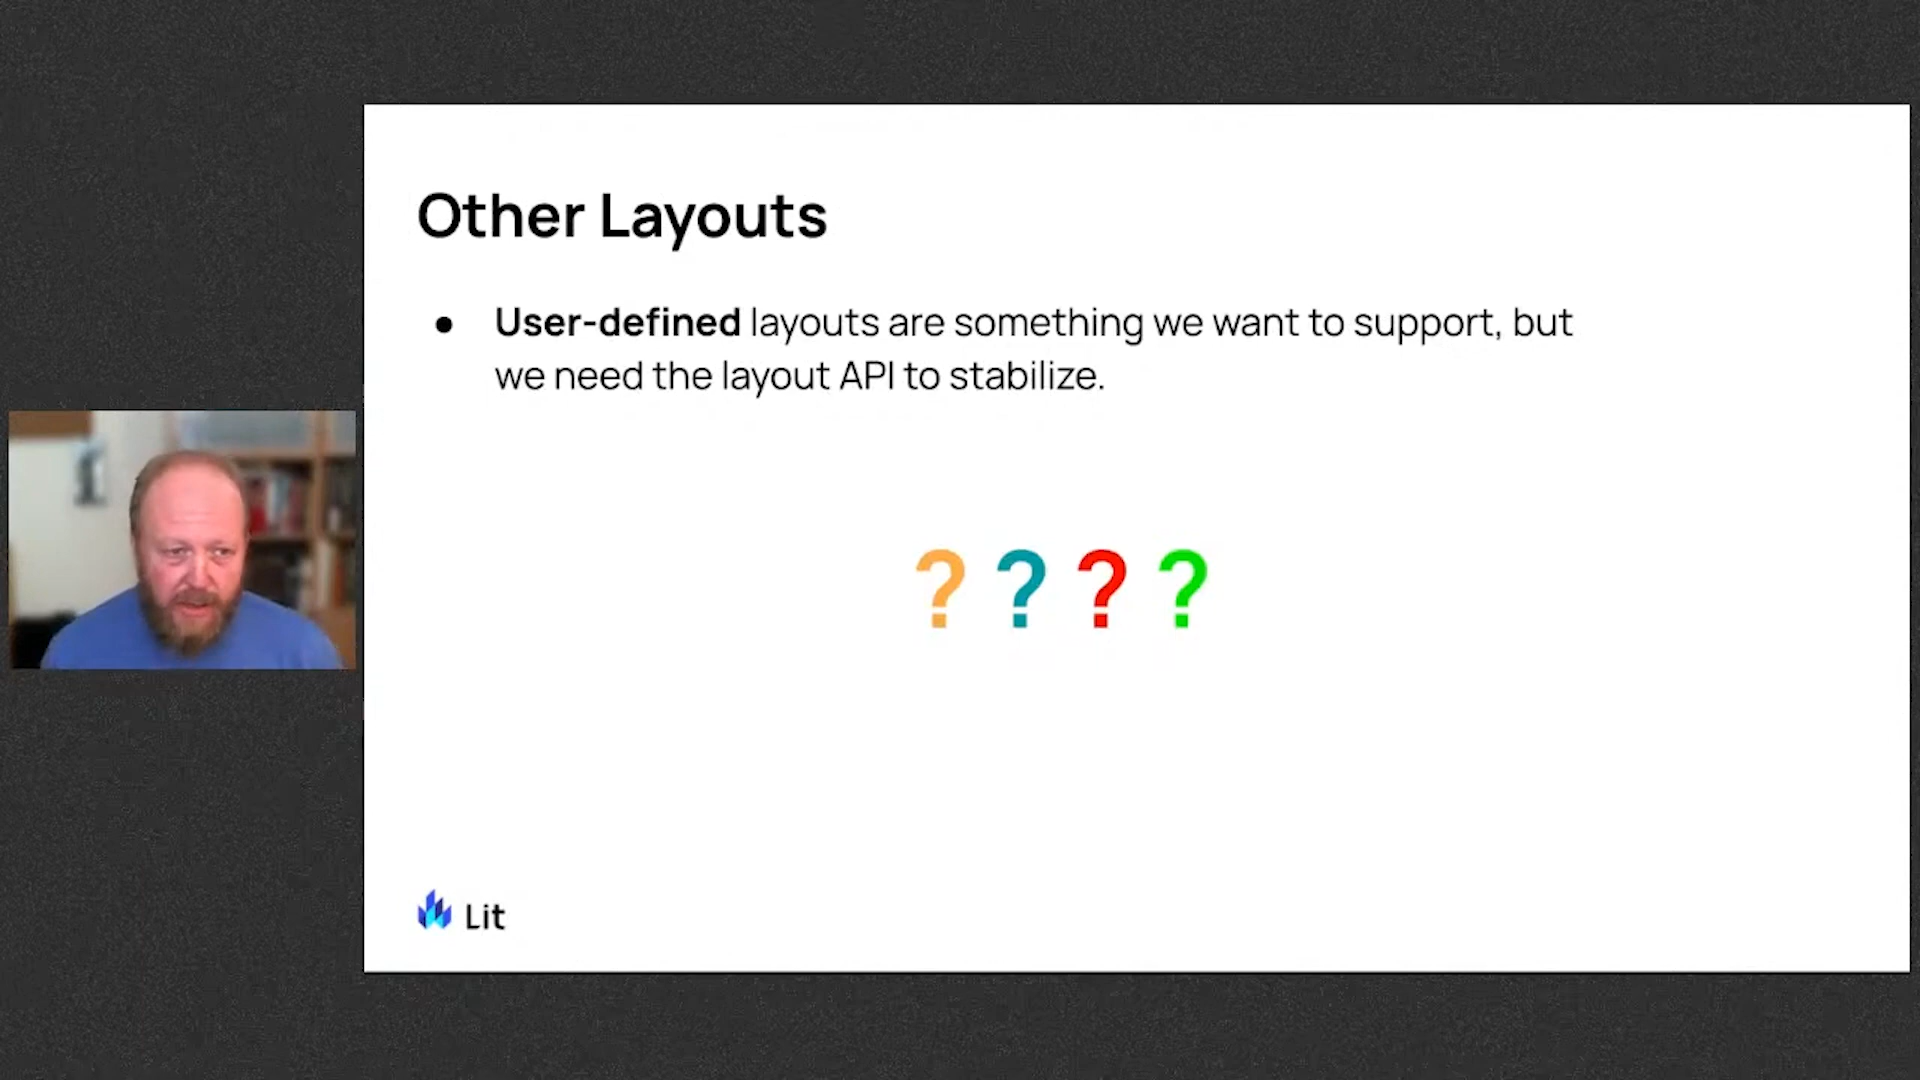 Other Layouts
● User-defined layouts are something we want to support, but
we need the layout API to stabilize.
? ? ? ?
Lit